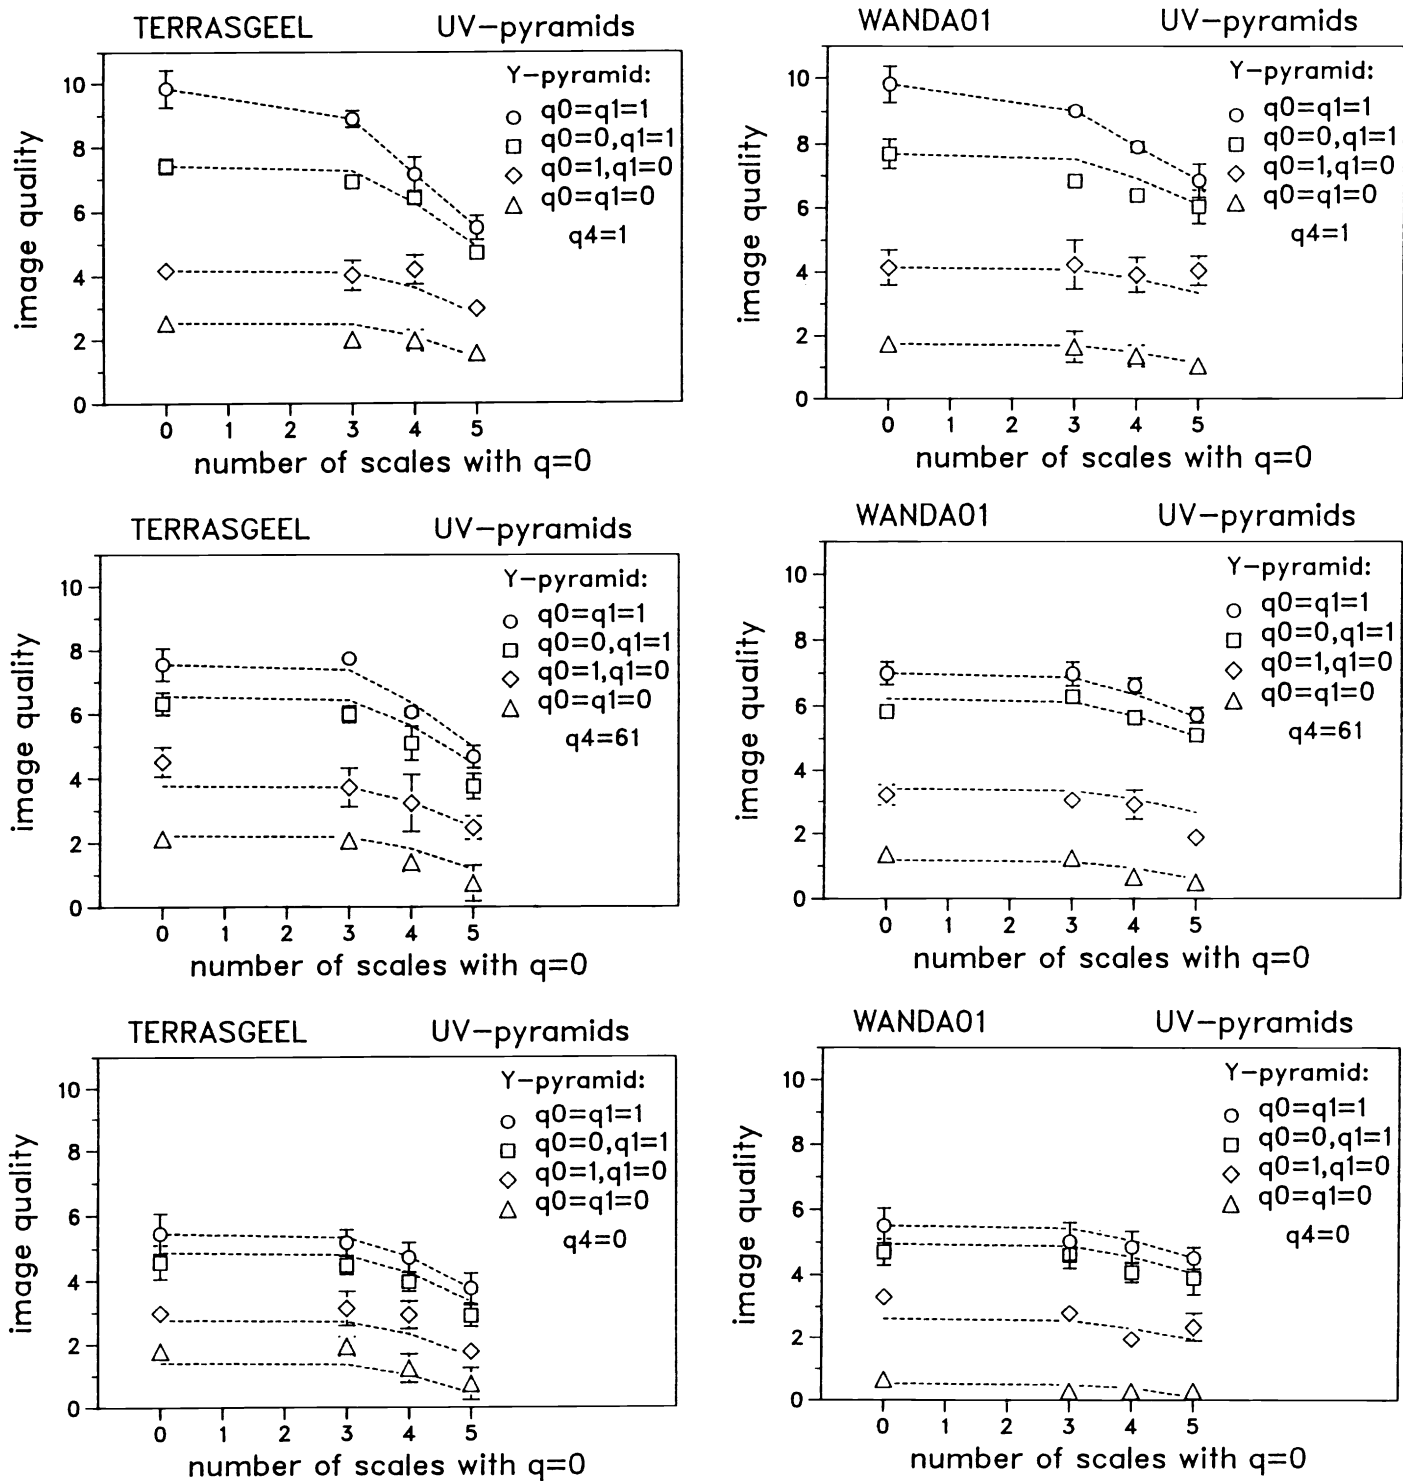 TERRASGEEL UV-pyramids
Y-pyramid:
q0=q1=1
q0=0,q1=1
q0=1,q1=0
q0=q1=0
q4=1
image quality
10
8
6
4
2
0
0 1 2 3 4 5
number of scales with q=0
WANDA01 UV-pyramids
Y-pyramid:
q0=q1=1
q0=0,q1=1
q0=1,q1=0
q0=q1=0
q4=1
image quality
10
8
6
4
2
0
0 1 2 3 4 5
number of scales with q=0
TERRASGEEL UV-pyramids
Y-pyramid:
q0=q1=1
q0=0,q1=1
q0=1,q1=0
q0=q1=0
q4=61
image quality
10
8
6
4
2
0
0 1 2 3 4 5
number of scales with q=0
WANDA01 UV-pyramids
Y-pyramid:
q0=q1=1
q0=0,q1=1
q0=1,q1=0
q0=q1=0
q4=61
image quality
10
8
6
4
2
0
0 1 2 3 4 5
number of scales with q=0
TERRASGEEL UV-pyramids
Y-pyramid:
q0=q1=1
q0=0,q1=1
q0=1,q1=0
q0=q1=0
q4=0
image quality
10
8
6
4
2
0
0 1 2 3 4 5
number of scales with q=0
WANDA01 UV-pyramids
Y-pyramid:
q0=q1=1
q0=0,q1=1
q0=1,q1=0
q0=q1=0
q4=0
image quality
10
8
6
4
2
0
0 1 2 3 4 5
number of scales with q=0